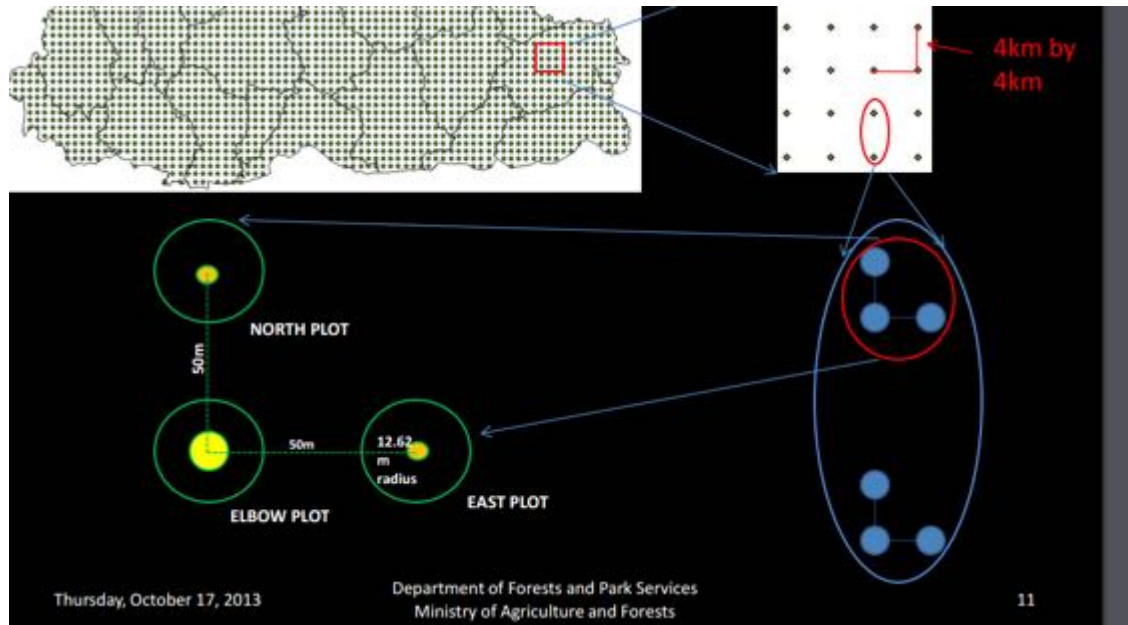 4km by
4km
NORTH PLOT
50m
50m
12.62
m
radius
ELBOW PLOT
EAST PLOT
Thursday, October 17, 2013
Department of Forests and Park Services
Ministry of Agriculture and Forests
11